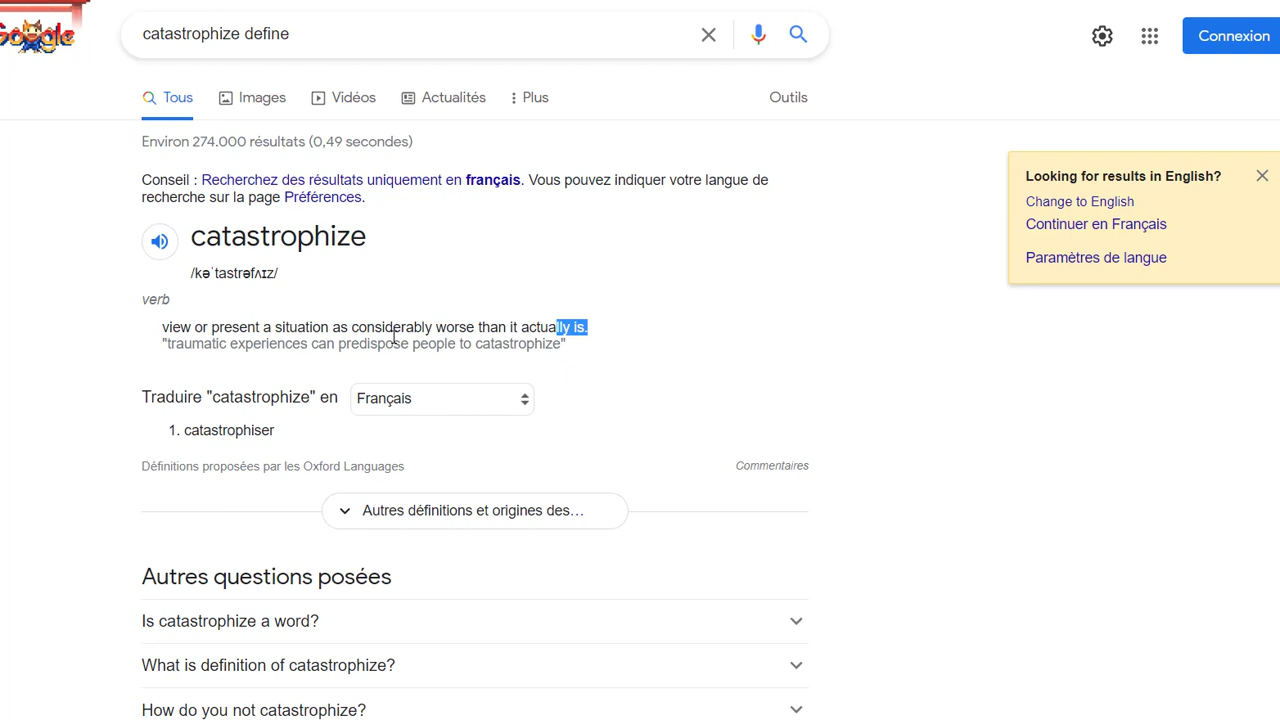 Google
catastrophize define
Connexion
Tous Images Vidéos Actualités Plus Outils
Environ 274.000 résultats (0,49 secondes)
Conseil : Recherchez des résultats uniquement en français. Vous pouvez indiquer votre langue de
recherche sur la page Préférences.
Looking for results in English?
Change to English
Continuer en Français
Paramètres de langue
catastrophize
/kəˈtastrəfʌɪz/
verb
view or present a situation as considerably worse than it actually is.
"traumatic experiences can predispose people to catastrophize"
Traduire "catastrophize" en Français
1. catastrophiser
Définitions proposées par les Oxford Languages Commentaires
Autres définitions et origines des…
Autres questions posées
Is catastrophize a word?
What is definition of catastrophize?
How do you not catastrophize?